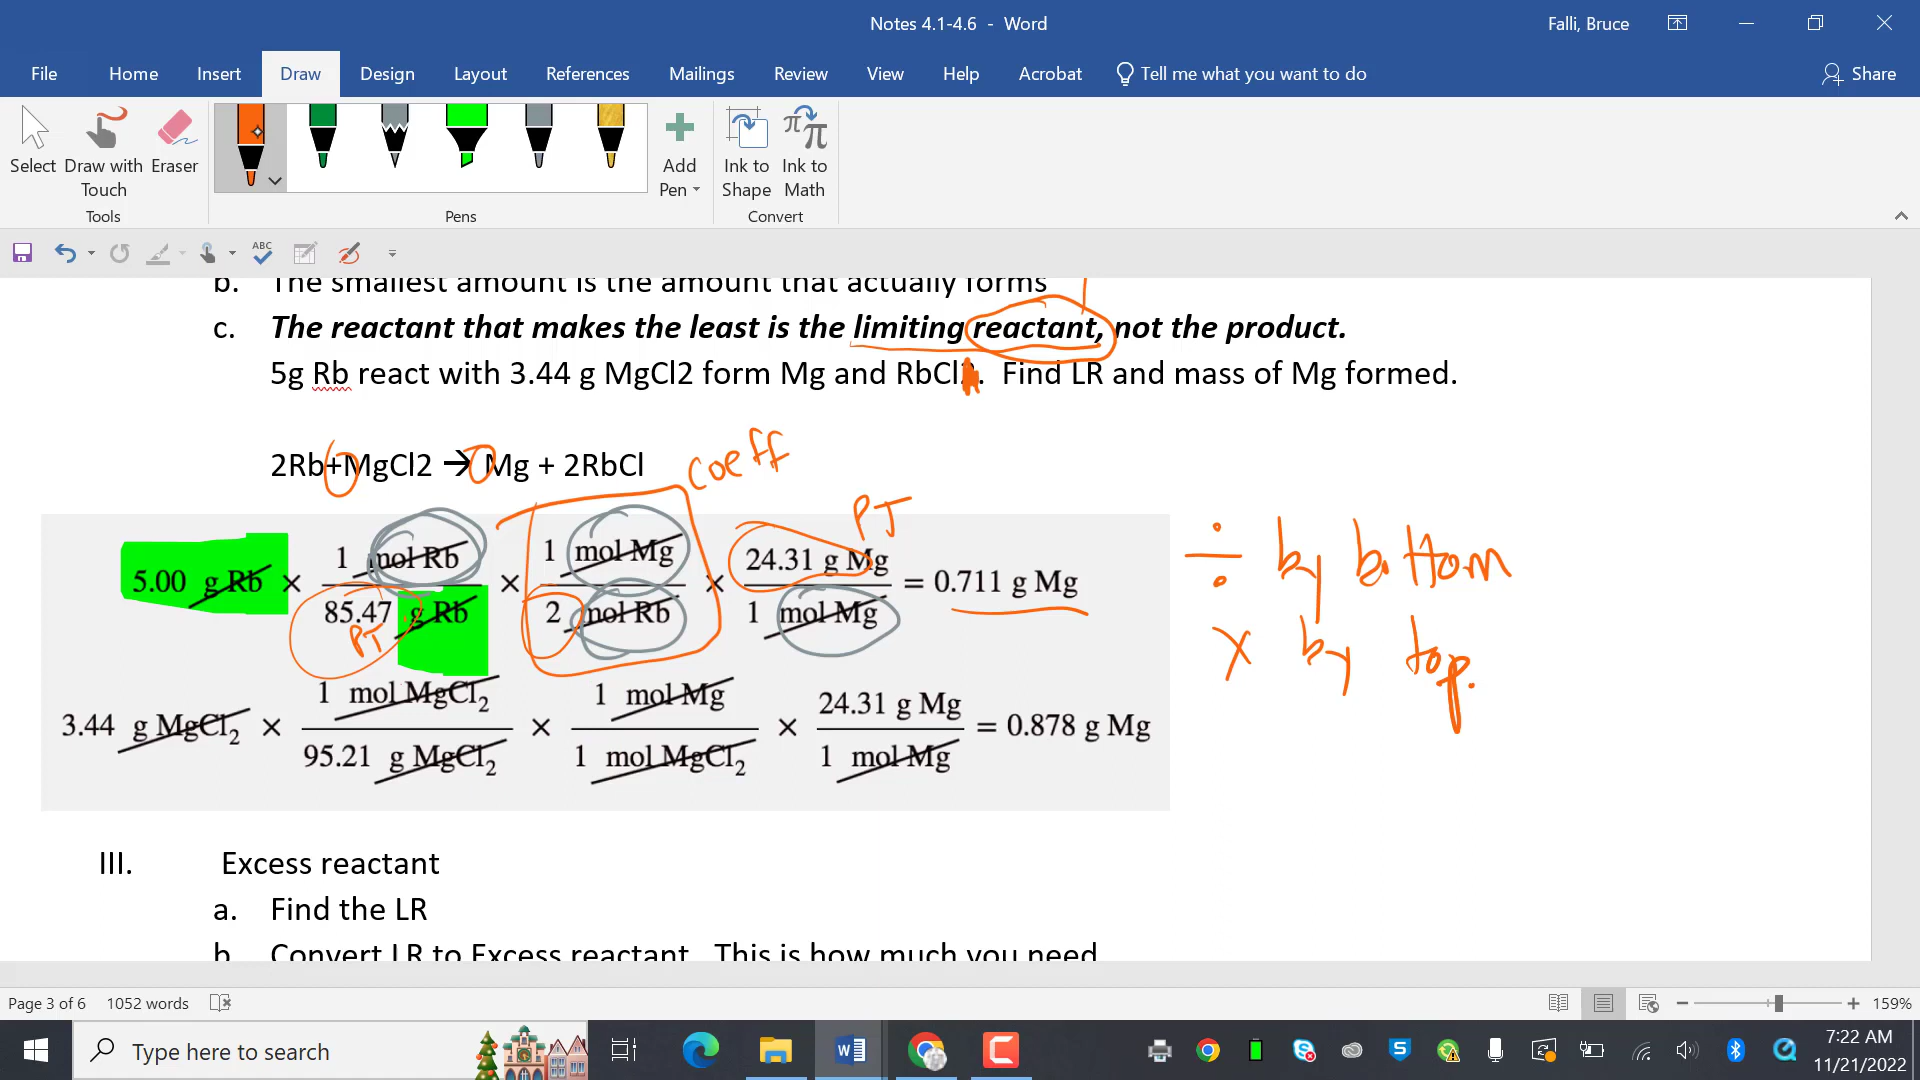 Notes 4.1-4.6 - Word
Falli, Bruce
File Home Insert Draw Design Layout References Mailings Review View Help Acrobat Tell me what you want to do Share
Select Draw with Touch Eraser Add Pen Ink to Shape Ink to Math
Tools Pens Convert
ABC
b. The smallest amount is the amount that actually forms
c. The reactant that makes the least is the limiting reactant, not the product.
5g Rb react with 3.44 g MgCl2 form Mg and RbCl. Find LR and mass of Mg formed.
coeff
2Rb+MgCl2 → Mg + 2RbCl
PT
5.00 g Rb × 1 mol Rb / 85.47 g Rb × 1 mol Mg / 2 mol Rb × 24.31 g Mg / 1 mol Mg = 0.711 g Mg
PT
÷ by bottom
x by top.
3.44 g MgCl₂ × 1 mol MgCl₂ / 95.21 g MgCl₂ × 1 mol Mg / 1 mol MgCl₂ × 24.31 g Mg / 1 mol Mg = 0.878 g Mg
III. Excess reactant
a. Find the LR
b. Convert LR to Excess reactant. This is how much you need
Page 3 of 6 1052 words 159%
Type here to search
7:22 AM
11/21/2022